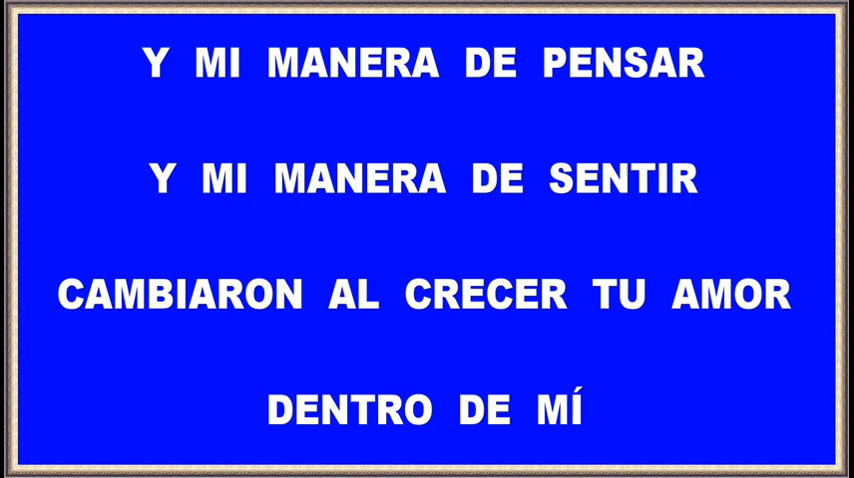 Y MI MANERA DE PENSAR
Y MI MANERA DE SENTIR
CAMBIARON AL CRECER TU AMOR
DENTRO DE MÍ